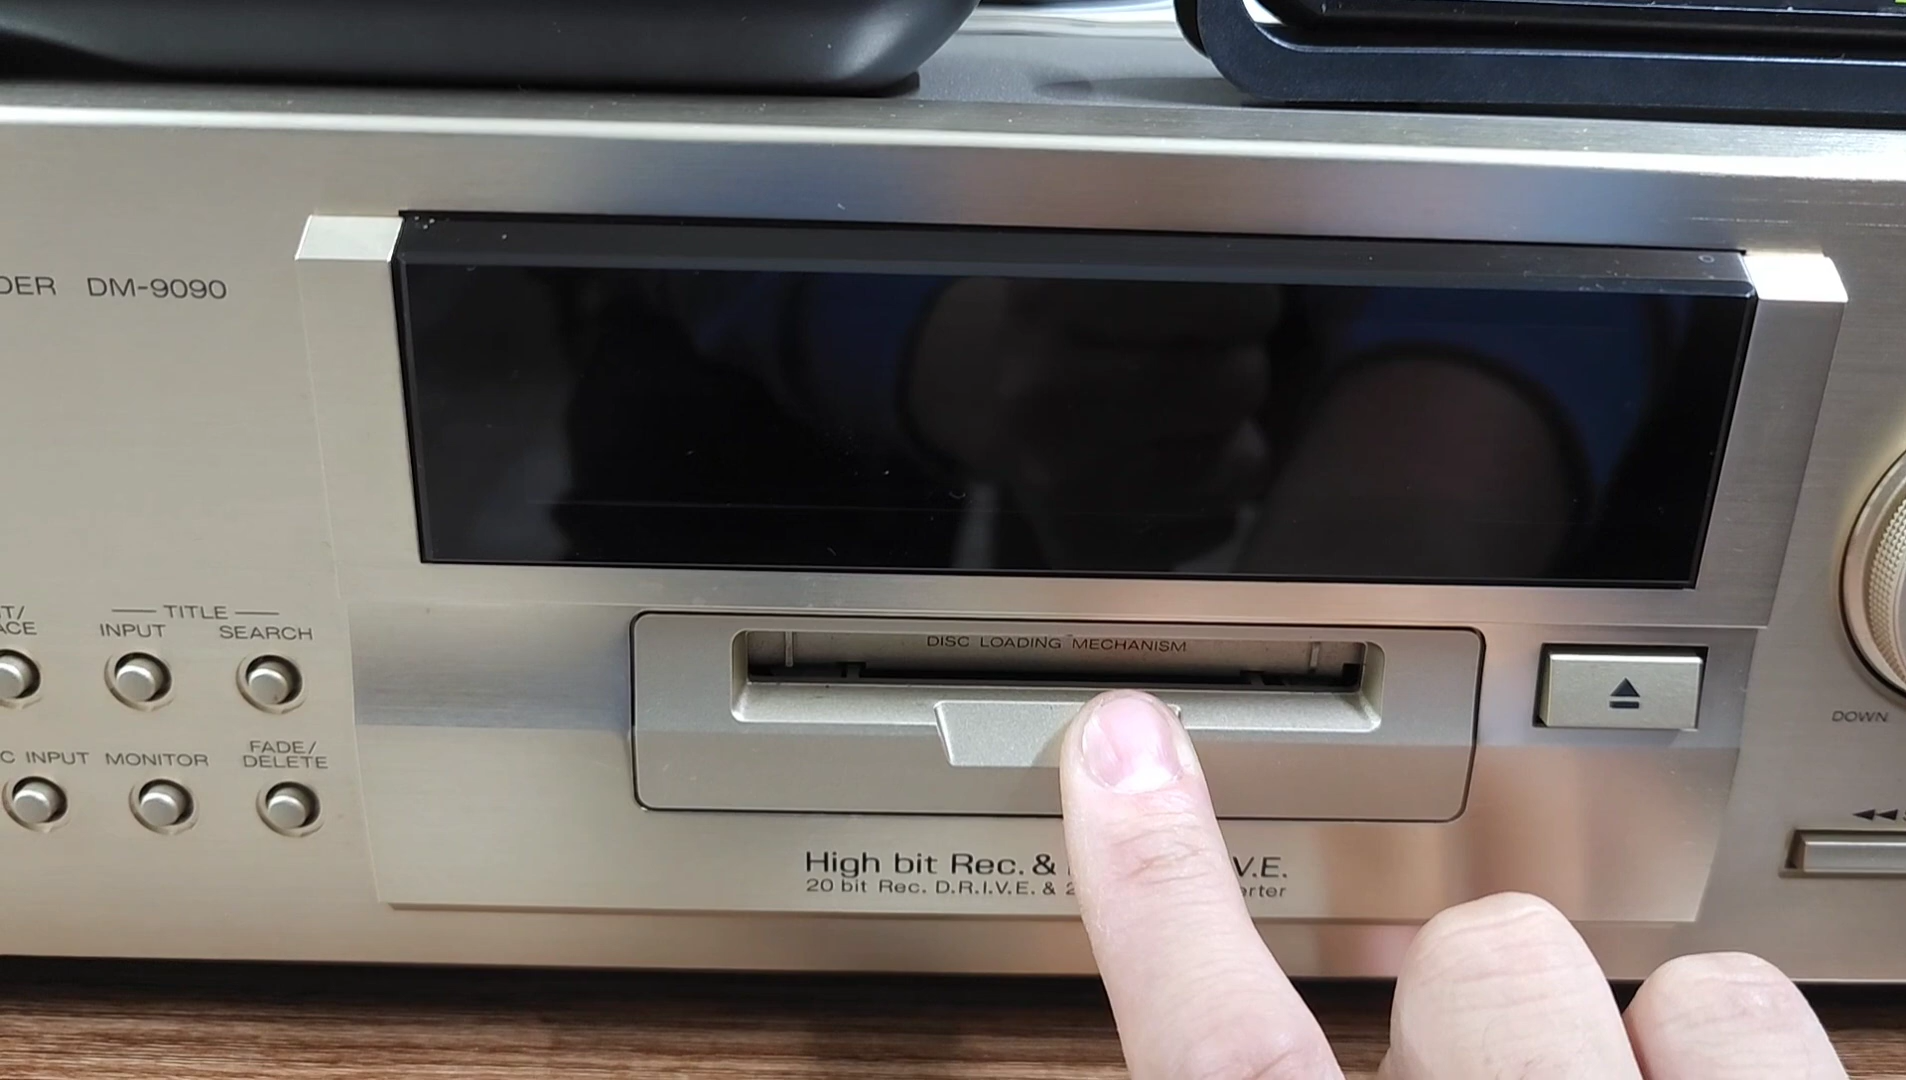 DER DM-9090
TITLE
INPUT SEARCH
DISC LOADING MECHANISM
C INPUT MONITOR FADE/
DELETE
DOWN
High bit Rec. & V.E.
20 bit Rec. D.R.I.V.E. & 2 erter